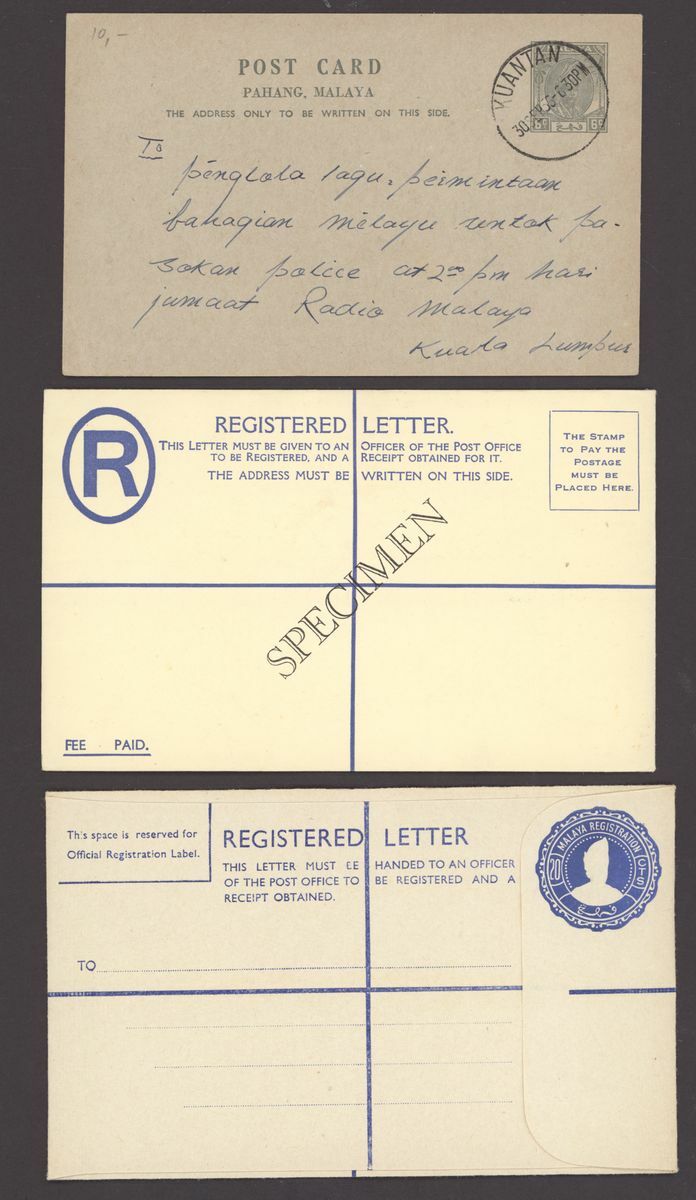 10,-
POST CARD
PAHANG, MALAYA
THE ADDRESS ONLY TO BE WRITTEN ON THIS SIDE.
MALAYA
KUANTAN
6.30PM
To
pengelola lagu2 permintaan
bahagian melayu untok pa-
sokan police at 2.00 pm hari
jumaat Radio Malaya
Kuala Lumpur
R
REGISTERED LETTER.
THIS LETTER MUST BE GIVEN TO AN OFFICER OF THE POST OFFICE
TO BE REGISTERED, AND A RECEIPT OBTAINED FOR IT.
THE ADDRESS MUST BE WRITTEN ON THIS SIDE.
THE STAMP
TO PAY THE
POSTAGE
MUST BE
PLACED HERE.
SPECIMEN
FEE PAID.
This space is reserved for
Official Registration Label.
REGISTERED LETTER
THIS LETTER MUST BE HANDED TO AN OFFICER
OF THE POST OFFICE TO BE REGISTERED AND A
RECEIPT OBTAINED.
MALAYA REGISTRATION
20
CTS
TO